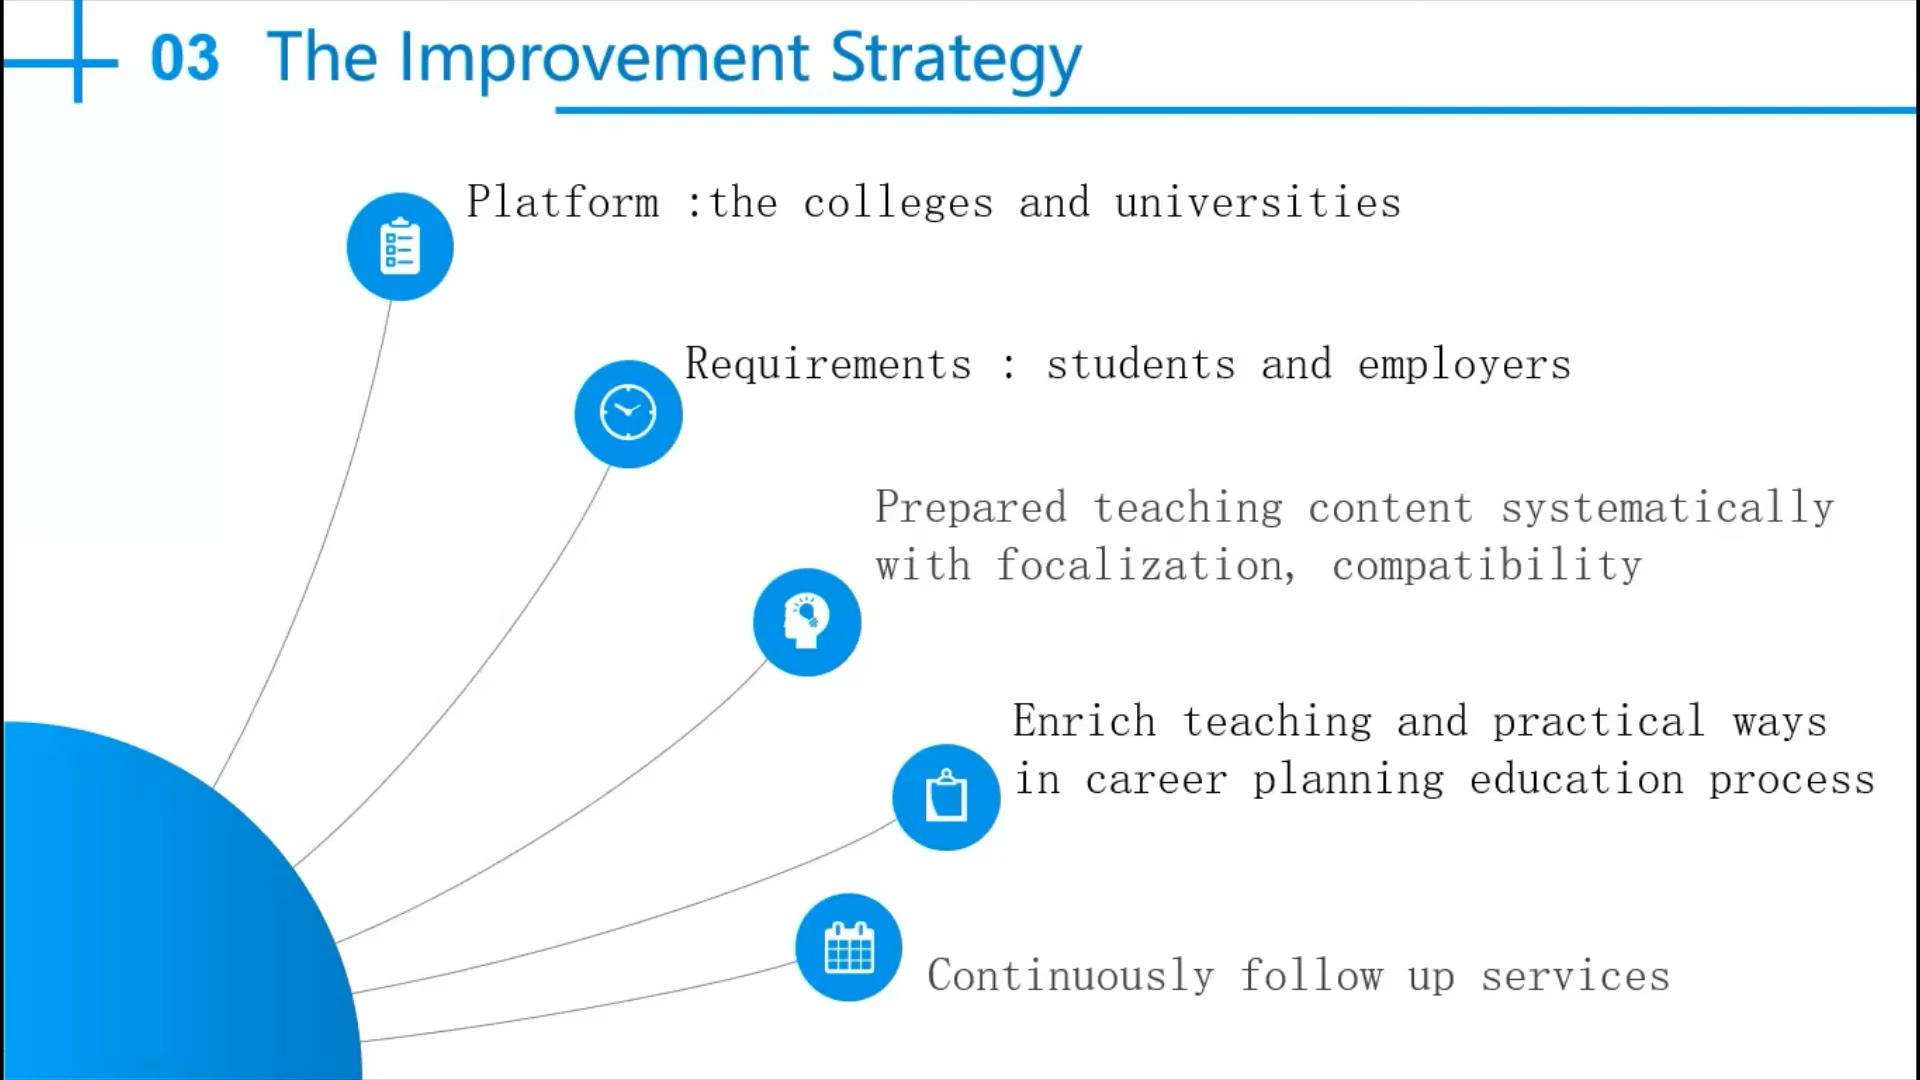 03 The Improvement Strategy
Platform :the colleges and universities
Requirements : students and employers
Prepared teaching content systematically
with focalization, compatibility
Enrich teaching and practical ways
in career planning education process
Continuously follow up services